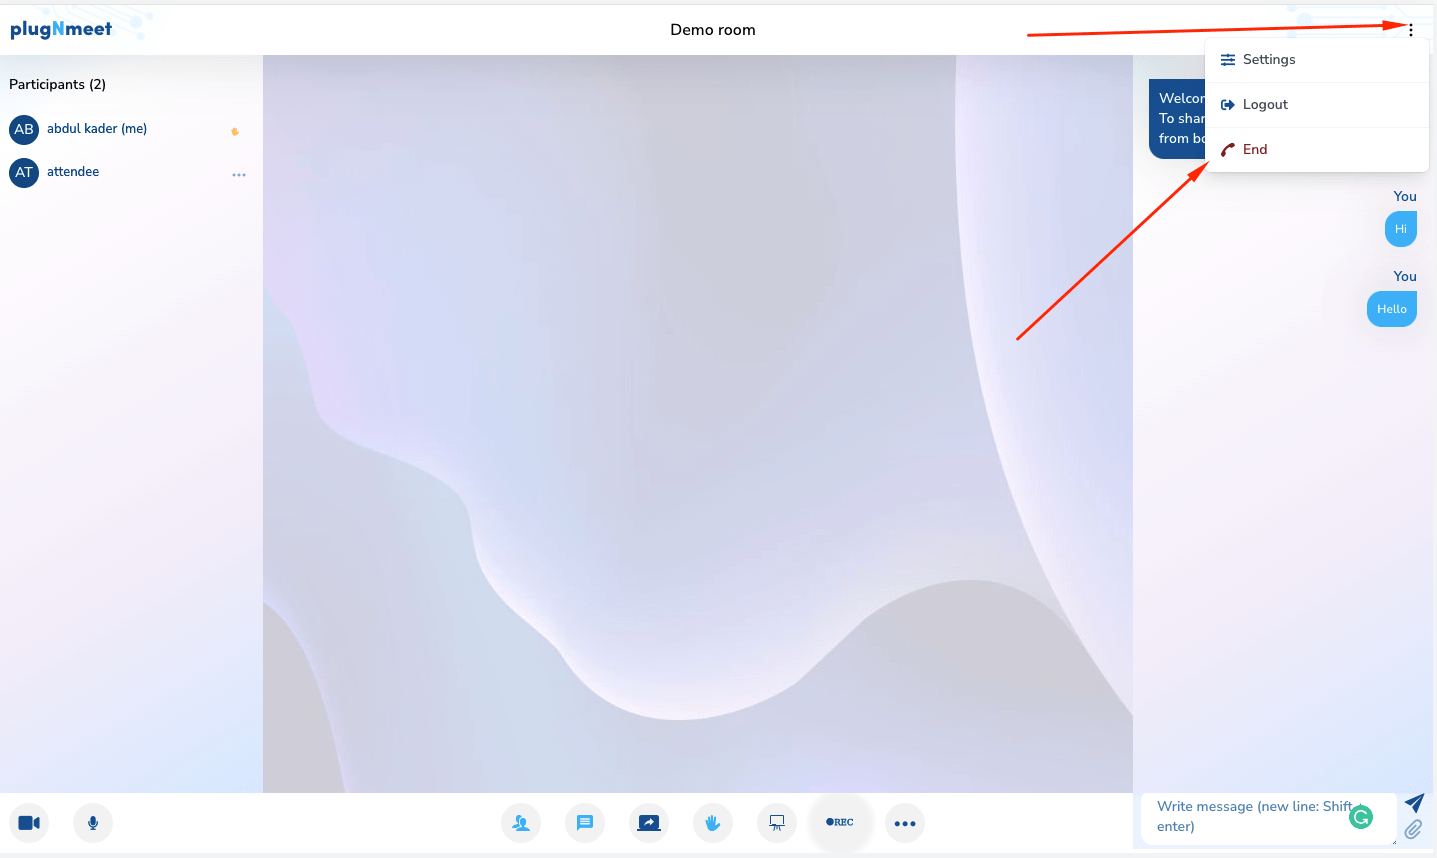 plugNmeet
Demo room
Participants (2)
AB abdul kader (me)
AT attendee
Settings
Logout
End
Welcon
To shar
from bo
You
Hi
You
Hello
REC
Write message (new line: Shift +
enter)